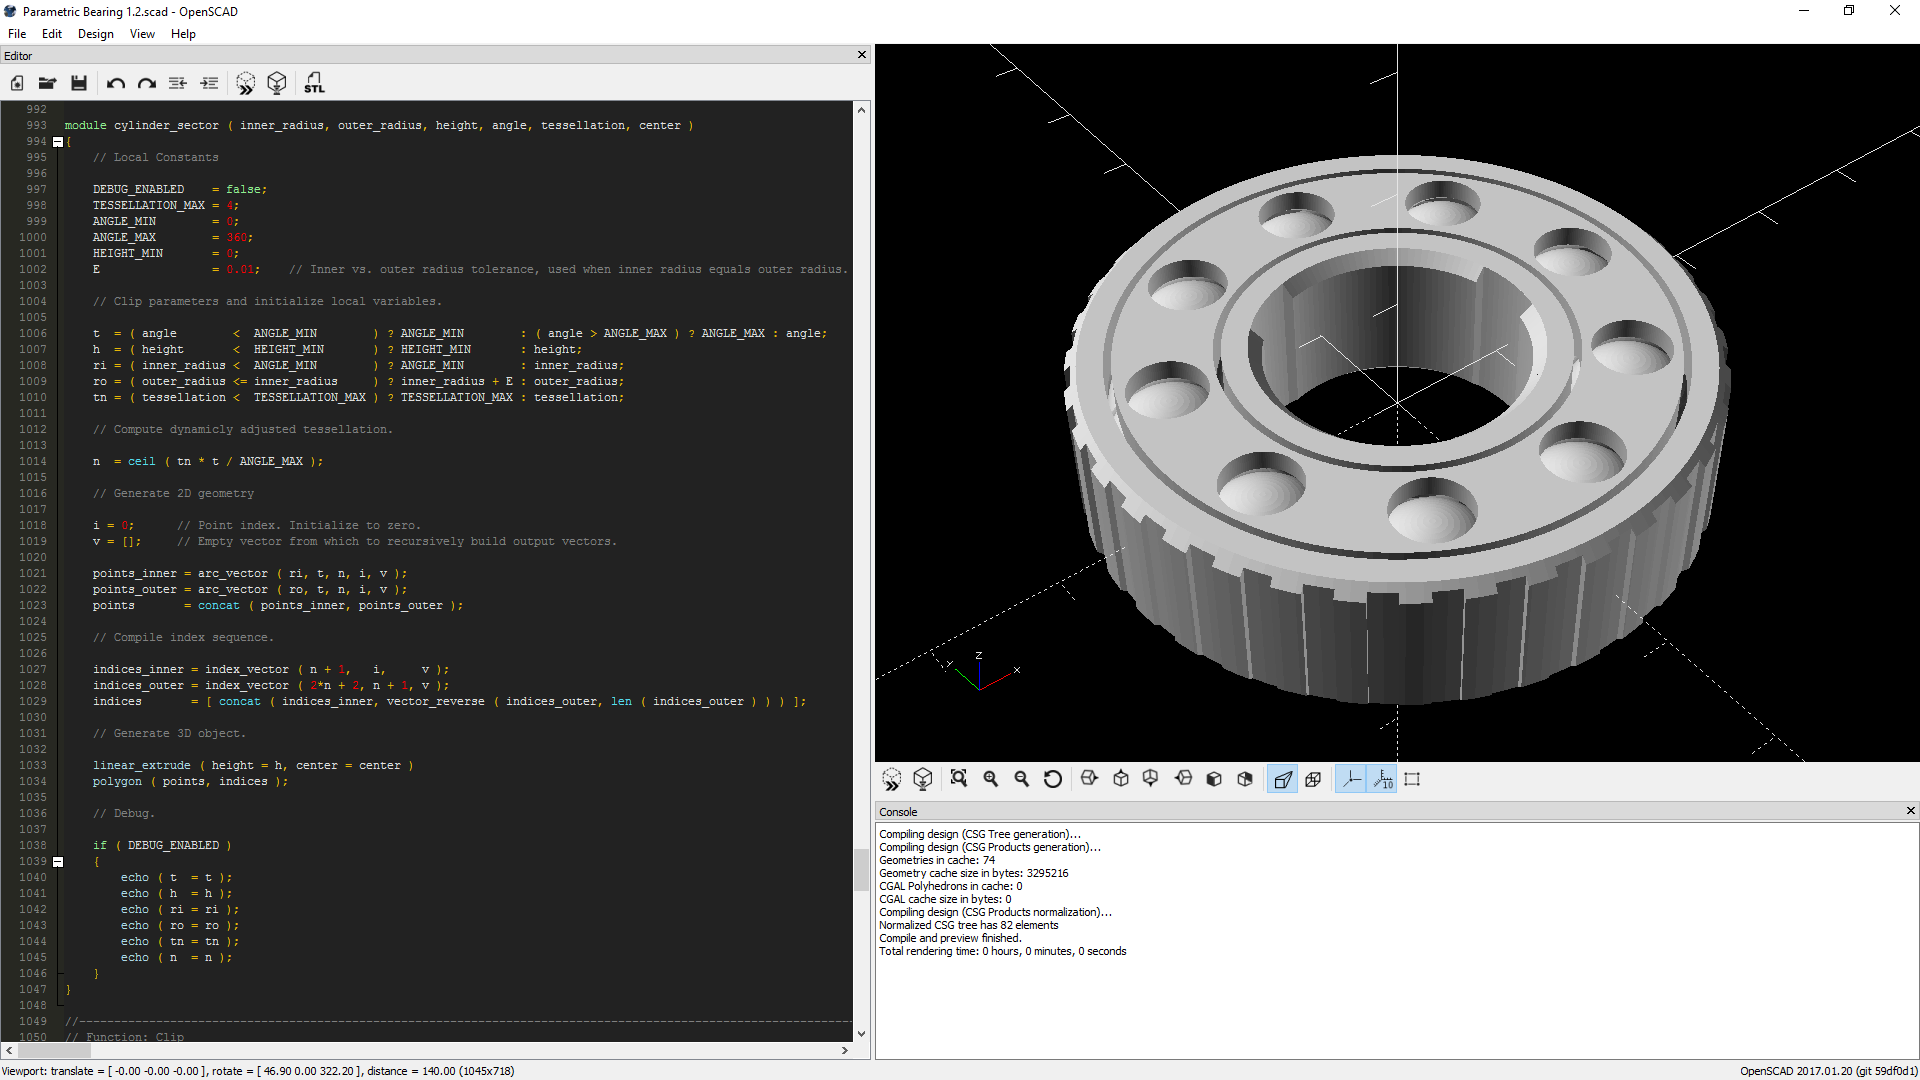 Parametric Bearing 1.2.scad - OpenSCAD
File Edit Design View Help
Editor
STL
992
993 module cylinder_sector ( inner_radius, outer_radius, height, angle, tessellation, center )
994 {
995 // Local Constants
996
997 DEBUG_ENABLED = false;
998 TESSELLATION_MAX = 4;
999 ANGLE_MIN = 0;
1000 ANGLE_MAX = 360;
1001 HEIGHT_MIN = 0;
1002 E = 0.01; // Inner vs. outer radius tolerance, used when inner radius equals outer radius.
1003
1004 // Clip parameters and initialize local variables.
1005
1006 t = ( angle < ANGLE_MIN ) ? ANGLE_MIN : ( angle > ANGLE_MAX ) ? ANGLE_MAX : angle;
1007 h = ( height < HEIGHT_MIN ) ? HEIGHT_MIN : height;
1008 ri = ( inner_radius < ANGLE_MIN ) ? ANGLE_MIN : inner_radius;
1009 ro = ( outer_radius <= inner_radius ) ? inner_radius + E : outer_radius;
1010 tn = ( tessellation < TESSELLATION_MAX ) ? TESSELLATION_MAX : tessellation;
1011
1012 // Compute dynamicly adjusted tessellation.
1013
1014 n = ceil ( tn * t / ANGLE_MAX );
1015
1016 // Generate 2D geometry
1017
1018 i = 0; // Point index. Initialize to zero.
1019 v = []; // Empty vector from which to recursively build output vectors.
1020
1021 points_inner = arc_vector ( ri, t, n, i, v );
1022 points_outer = arc_vector ( ro, t, n, i, v );
1023 points = concat ( points_inner, points_outer );
1024
1025 // Compile index sequence.
1026
1027 indices_inner = index_vector ( n + 1, i, v );
1028 indices_outer = index_vector ( 2*n + 2, n + 1, v );
1029 indices = [ concat ( indices_inner, vector_reverse ( indices_outer, len ( indices_outer ) ) ) ];
1030
1031 // Generate 3D object.
1032
1033 linear_extrude ( height = h, center = center )
1034 polygon ( points, indices );
1035
1036 // Debug.
1037
1038 if ( DEBUG_ENABLED )
1039 {
1040 echo ( t = t );
1041 echo ( h = h );
1042 echo ( ri = ri );
1043 echo ( ro = ro );
1044 echo ( tn = tn );
1045 echo ( n = n );
1046 }
1047 }
1048
1049 //--------------------------------------------------------------------------------------------------------------
1050 // Function: Clip
Z
Y
X
10
Console
Compiling design (CSG Tree generation)...
Compiling design (CSG Products generation)...
Geometries in cache: 74
Geometry cache size in bytes: 3295216
CGAL Polyhedrons in cache: 0
CGAL cache size in bytes: 0
Compiling design (CSG Products normalization)...
Normalized CSG tree has 82 elements
Compile and preview finished.
Total rendering time: 0 hours, 0 minutes, 0 seconds
Viewport: translate = [ -0.00 -0.00 -0.00 ], rotate = [ 46.90 0.00 322.20 ], distance = 140.00 (1045x718)
OpenSCAD 2017.01.20 (git 59df0d1)